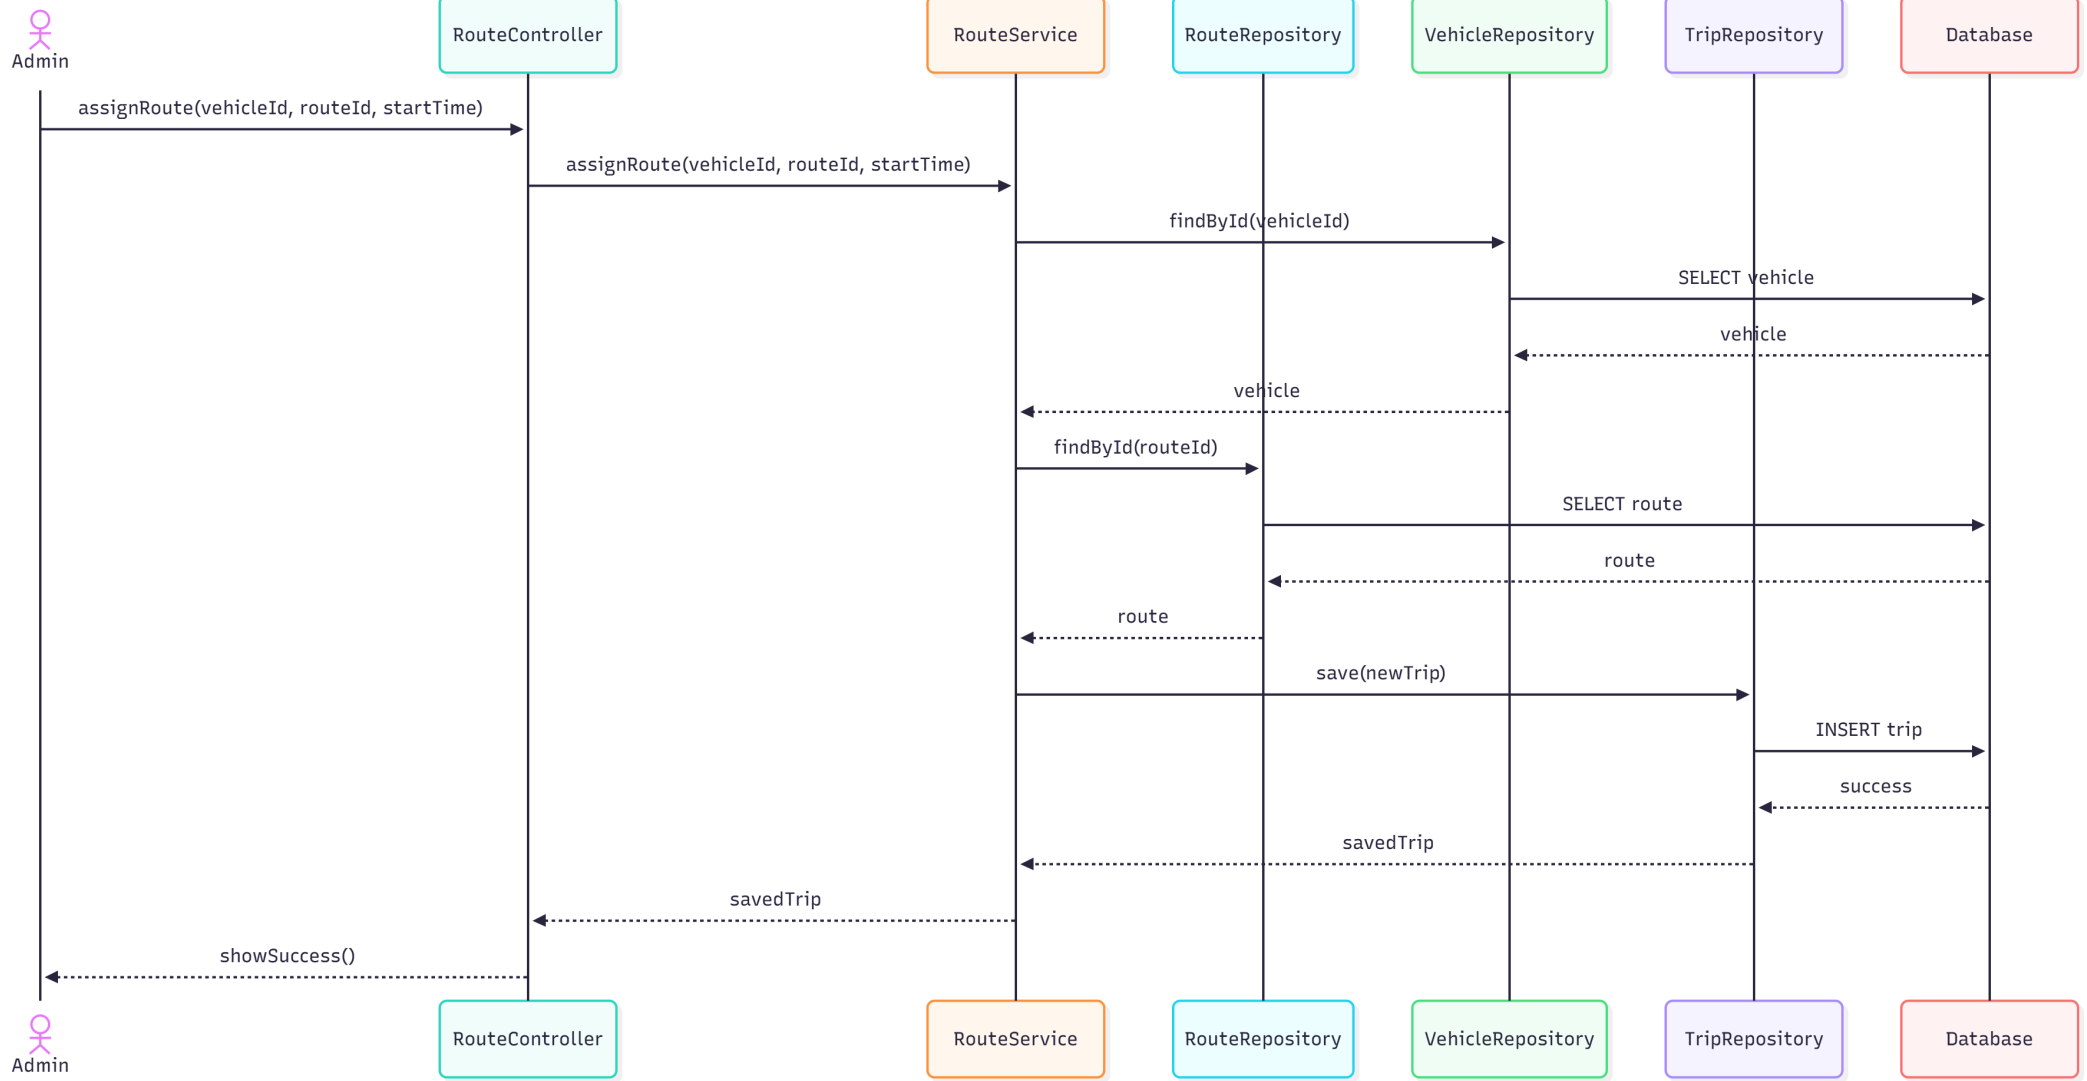 RouteController
RouteService
RouteRepository
VehicleRepository
TripRepository
Database
Admin
assignRoute(vehicleId, routeId, startTime)
assignRoute(vehicleId, routeId, startTime)
findById(vehicleId)
SELECT vehicle
vehicle
vehicle
findById(routeId)
SELECT route
route
route
save(newTrip)
INSERT trip
success
savedTrip
savedTrip
showSuccess()
RouteController
RouteService
RouteRepository
VehicleRepository
TripRepository
Database
Admin